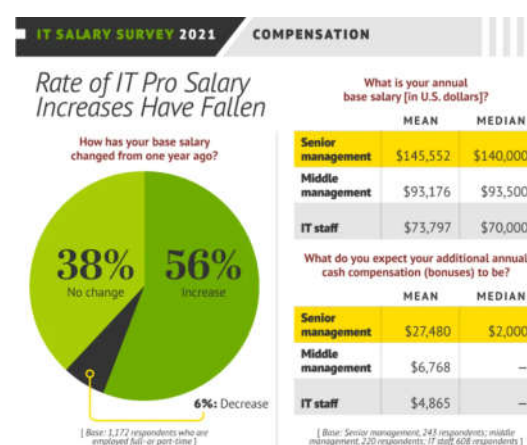 IT SALARY SURVEY 2021 COMPENSATION
Rate of IT Pro Salary
Increases Have Fallen
How has your base salary
changed from one year ago?
38%
No change
56%
Increase
6%: Decrease
[ Base: 1,172 respondents who are
employed full- or part-time ]
What is your annual
base salary [in U.S. dollars]?
MEAN MEDIAN
Senior
management $145,552 $140,000
Middle
management $93,176 $93,500
IT staff $73,797 $70,000
What do you expect your additional annual
cash compensation (bonuses) to be?
MEAN MEDIAN
Senior
management $27,480 $2,000
Middle
management $6,768 –
IT staff $4,865 –
[ Base: Senior management, 243 respondents; middle
management, 220 respondents; IT staff, 608 respondents ]